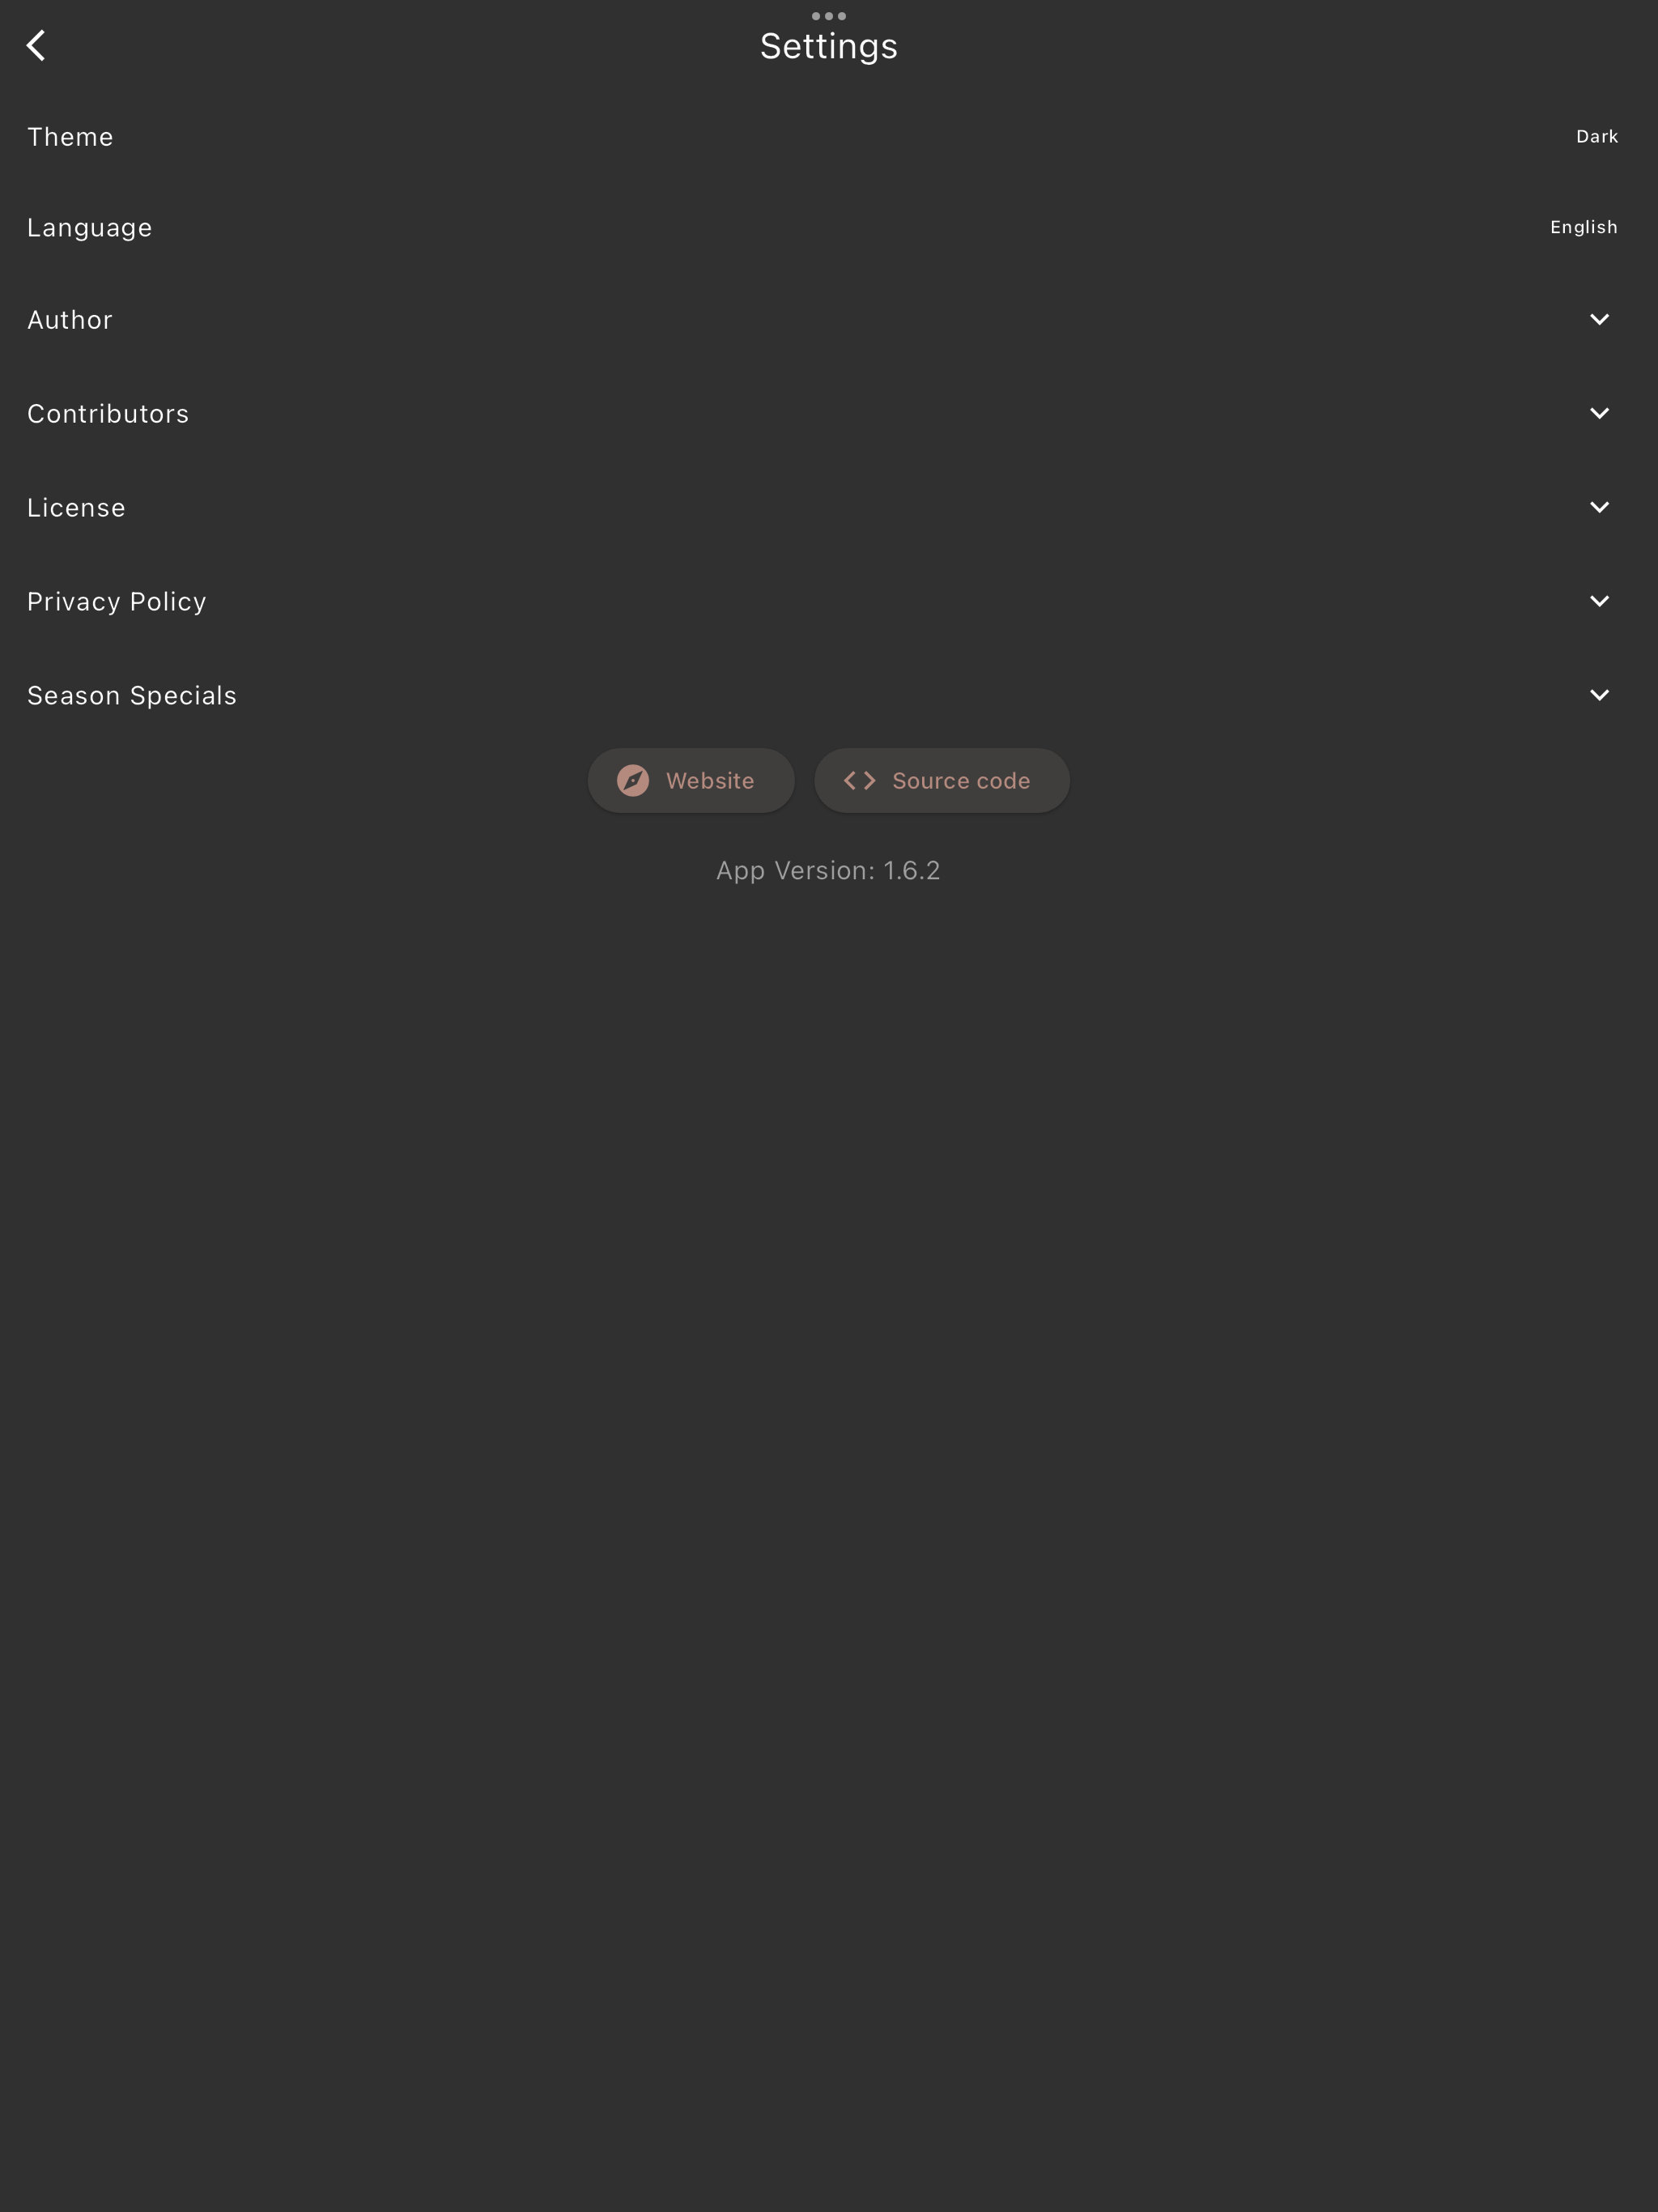 Settings
Theme
Dark
Language
English
Author
Contributors
License
Privacy Policy
Season Specials
Website
Source code
App Version: 1.6.2